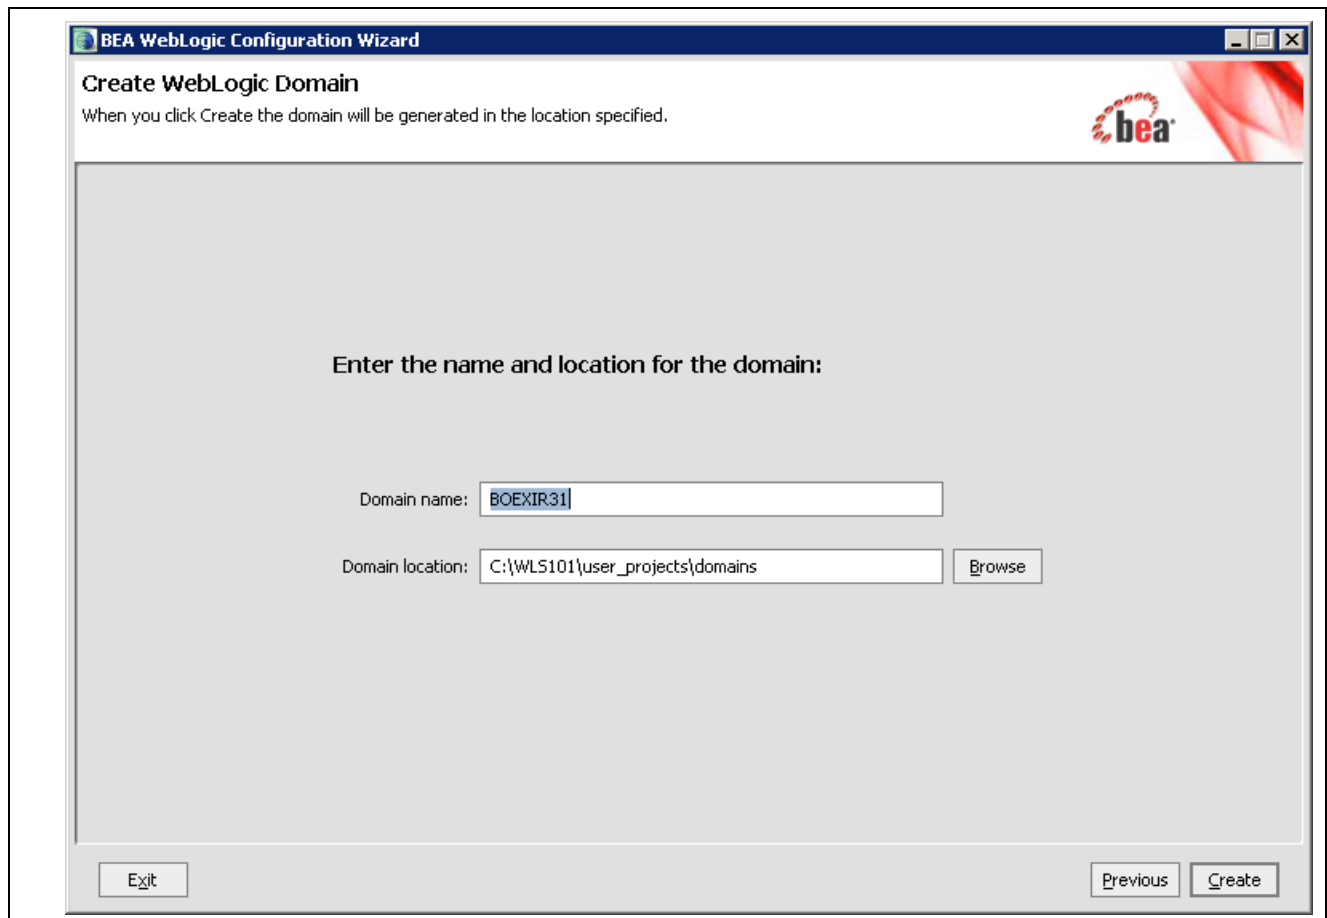 BEA WebLogic Configuration Wizard
Create WebLogic Domain
When you click Create the domain will be generated in the location specified.
bea
Enter the name and location for the domain:
Domain name: BOEXIR31
Domain location: C:\WLS101\user_projects\domains Browse
Exit Previous Create